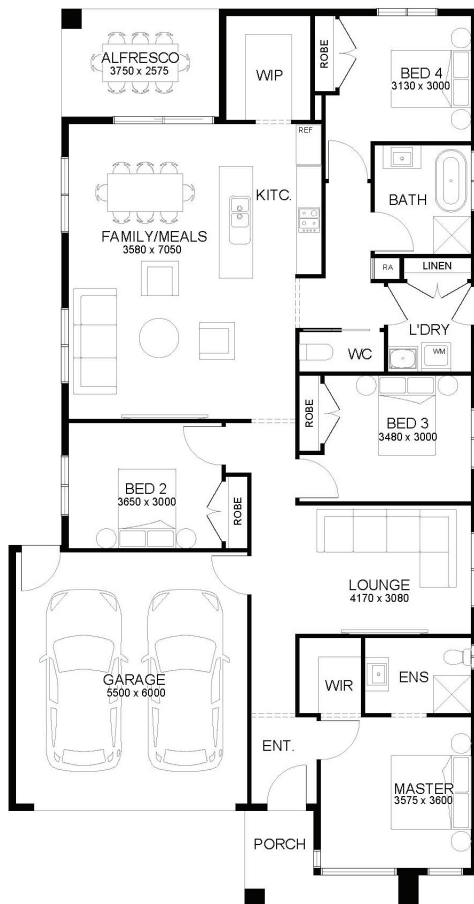 ALFRESCO
3750 x 2575
WIP
ROBE
BED 4
3130 x 3000
REF
KITC.
BATH
FAMILY/MEALS
3580 x 7050
RA
LINEN
L'DRY
WM
WC
ROBE
BED 3
3480 x 3000
BED 2
3650 x 3000
ROBE
LOUNGE
4170 x 3080
GARAGE
5500 x 6000
WIR
ENS
ENT.
MASTER
3575 x 3600
PORCH